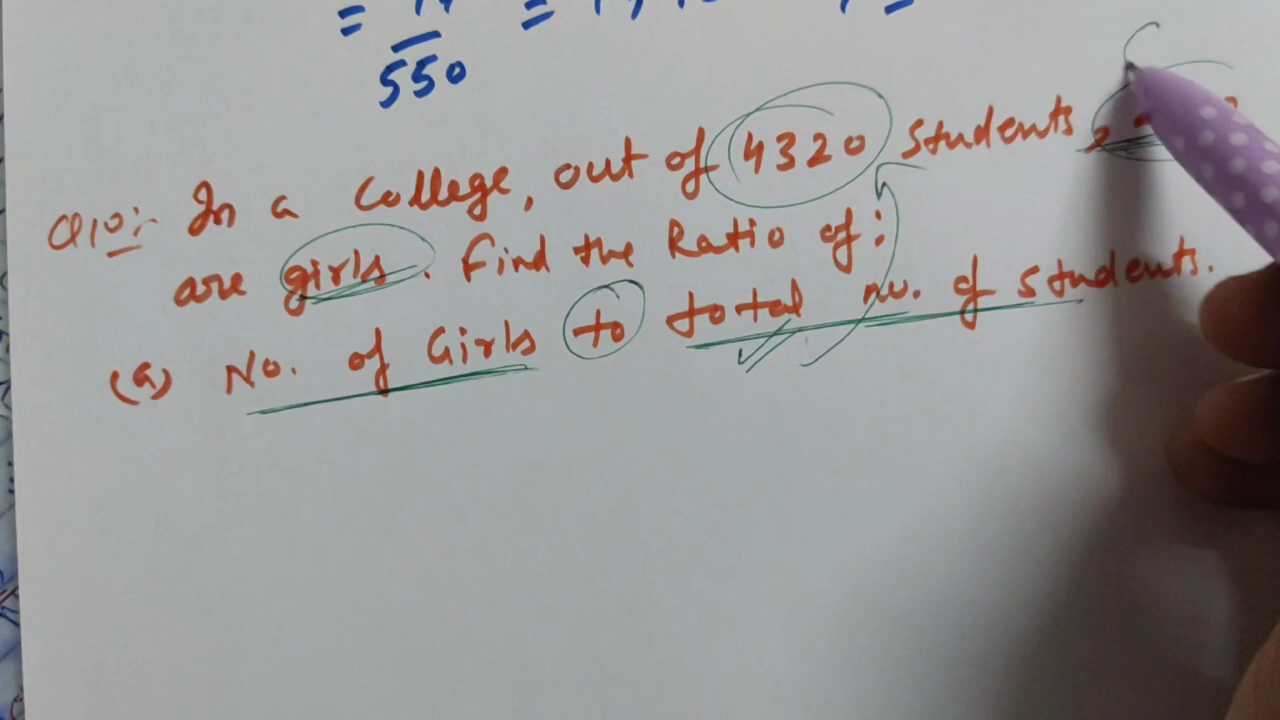 =
=
550
Q10:- In a College, out of 4320 students,
are girls. Find the Ratio of:
(a) No. of Girls to total no. of students.